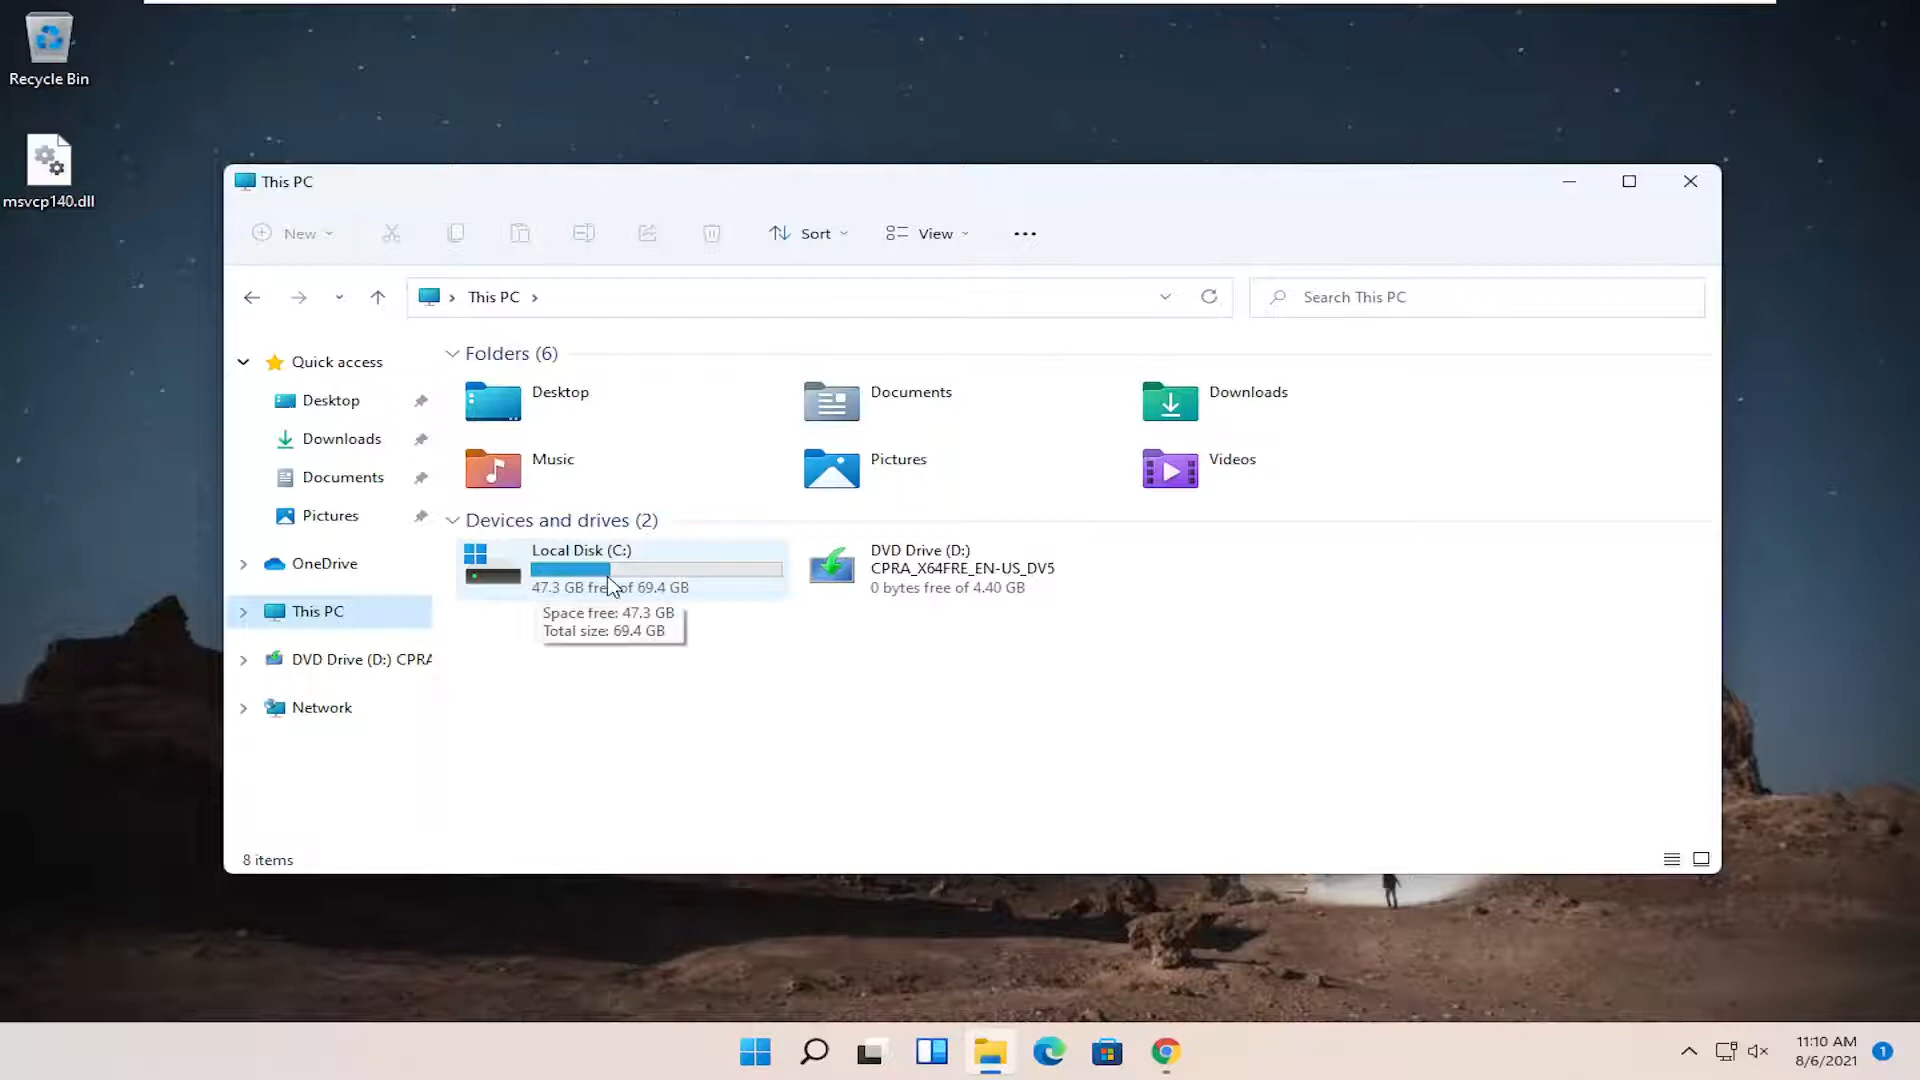 Recycle Bin
msvcp140.dll
This PC
New
Sort
View
This PC
Search This PC
Quick access
Desktop
Downloads
Documents
Pictures
OneDrive
This PC
DVD Drive (D:) CPRA
Network
Folders (6)
Desktop
Documents
Downloads
Music
Pictures
Videos
Devices and drives (2)
Local Disk (C:)
47.3 GB free of 69.4 GB
Space free: 47.3 GB
Total size: 69.4 GB
DVD Drive (D:)
CPRA_X64FRE_EN-US_DV5
0 bytes free of 4.40 GB
8 items
11:10 AM
8/6/2021
1